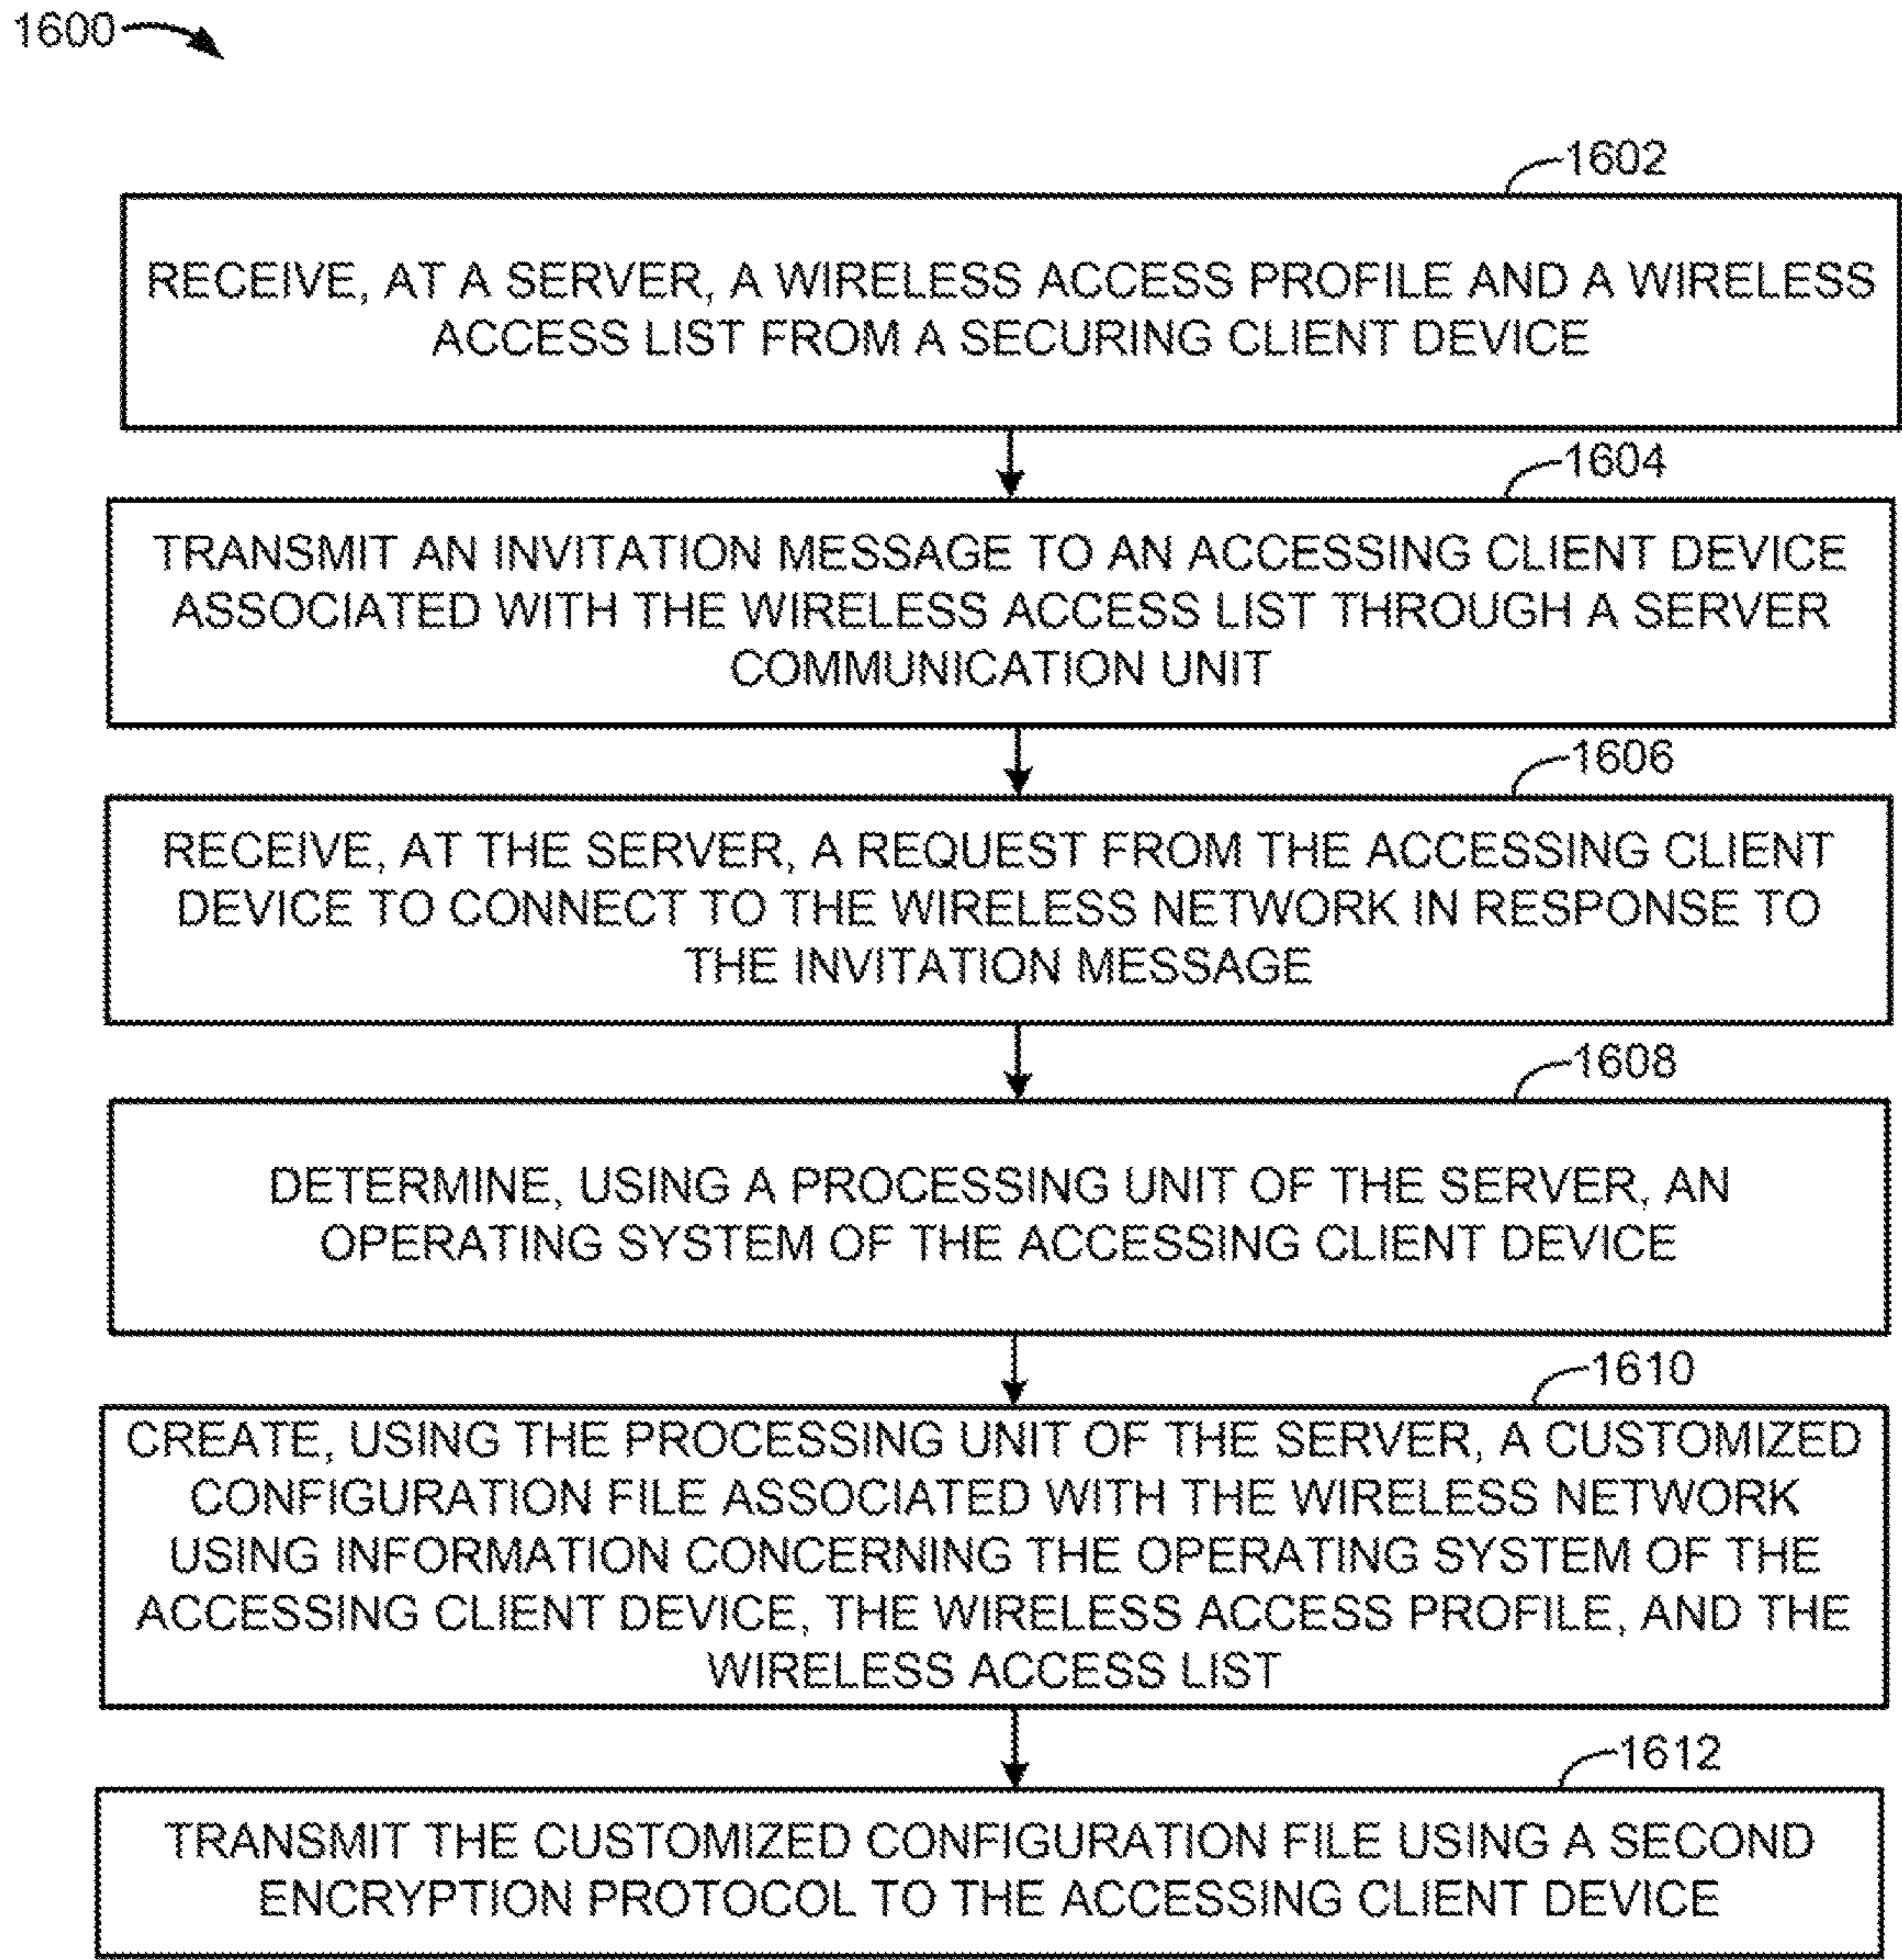 1600
1602
RECEIVE, AT A SERVER, A WIRELESS ACCESS PROFILE AND A WIRELESS
ACCESS LIST FROM A SECURING CLIENT DEVICE
1604
TRANSMIT AN INVITATION MESSAGE TO AN ACCESSING CLIENT DEVICE
ASSOCIATED WITH THE WIRELESS ACCESS LIST THROUGH A SERVER
COMMUNICATION UNIT
1606
RECEIVE, AT THE SERVER, A REQUEST FROM THE ACCESSING CLIENT
DEVICE TO CONNECT TO THE WIRELESS NETWORK IN RESPONSE TO
THE INVITATION MESSAGE
1608
DETERMINE, USING A PROCESSING UNIT OF THE SERVER, AN
OPERATING SYSTEM OF THE ACCESSING CLIENT DEVICE
1610
CREATE, USING THE PROCESSING UNIT OF THE SERVER, A CUSTOMIZED
CONFIGURATION FILE ASSOCIATED WITH THE WIRELESS NETWORK
USING INFORMATION CONCERNING THE OPERATING SYSTEM OF THE
ACCESSING CLIENT DEVICE, THE WIRELESS ACCESS PROFILE, AND THE
WIRELESS ACCESS LIST
1612
TRANSMIT THE CUSTOMIZED CONFIGURATION FILE USING A SECOND
ENCRYPTION PROTOCOL TO THE ACCESSING CLIENT DEVICE